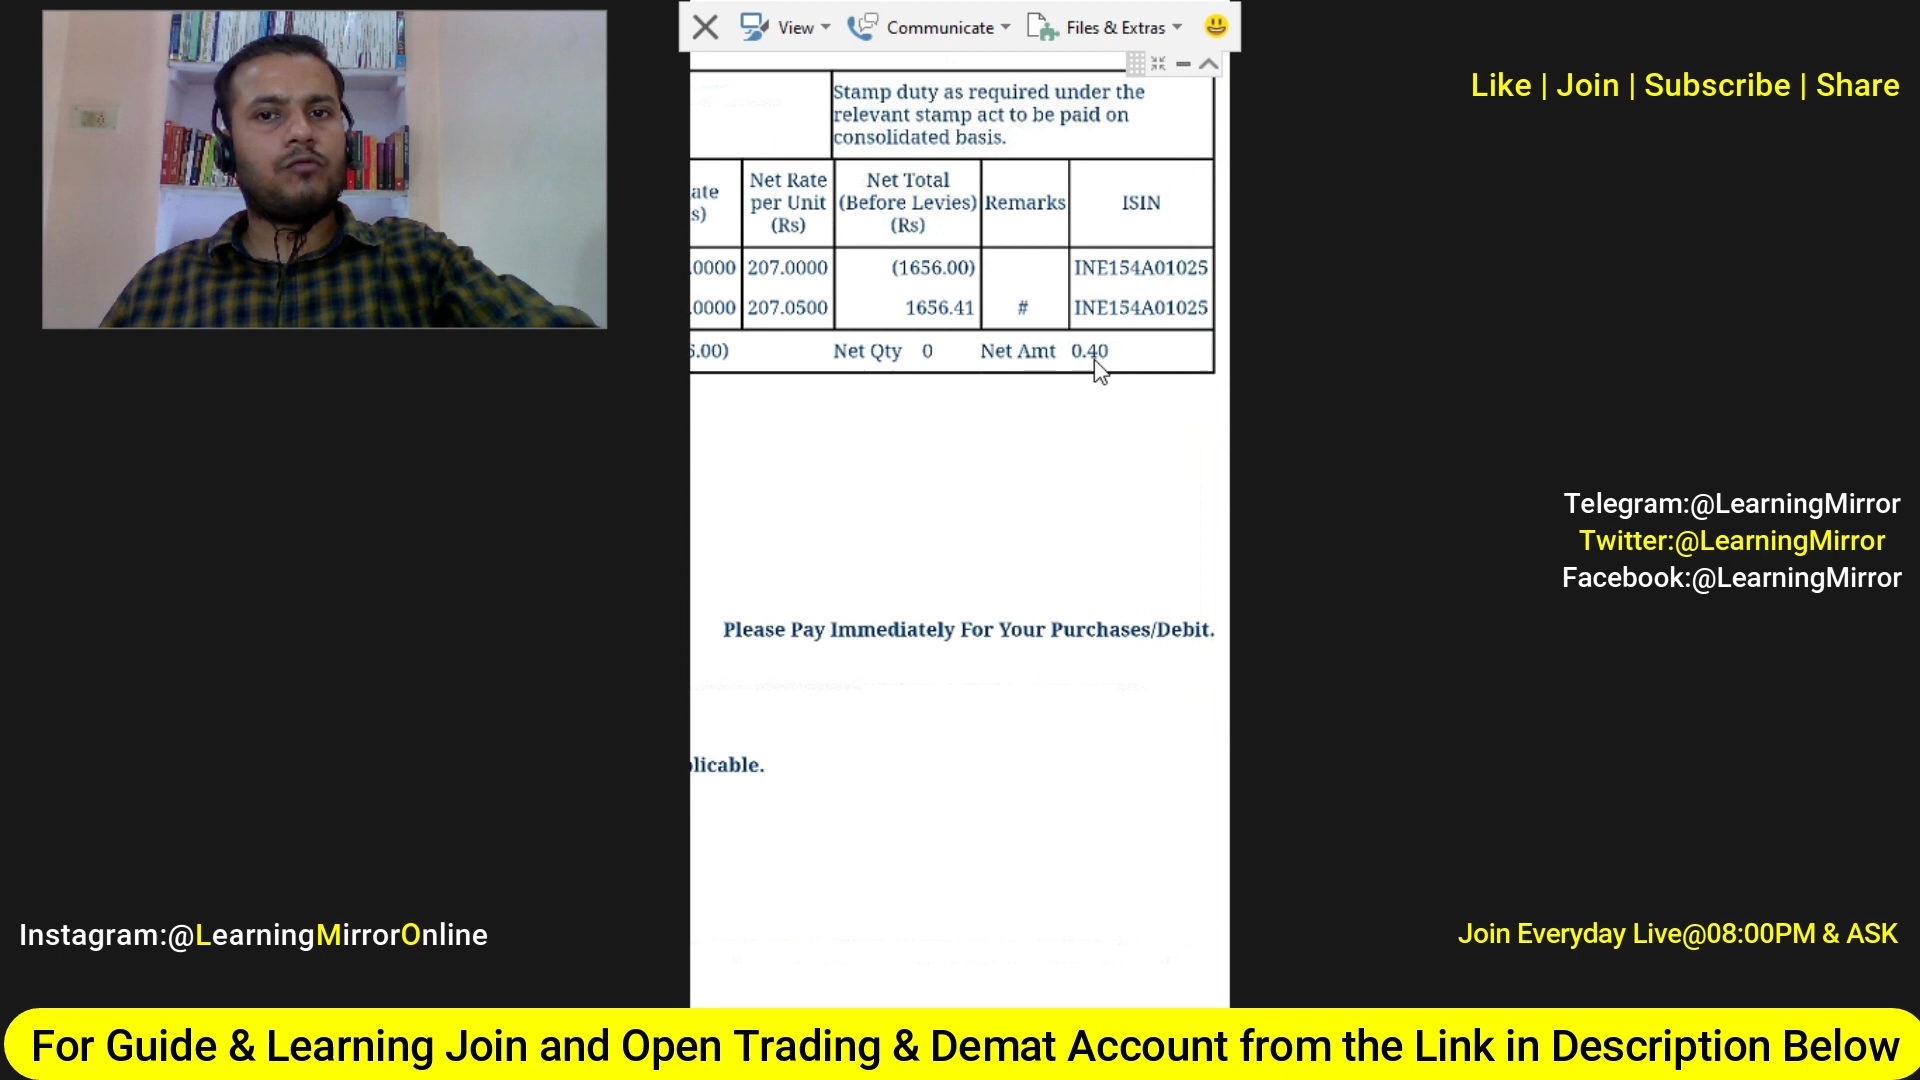 View
Communicate
Files & Extras
Like | Join | Subscribe | Share
Stamp duty as required under the
relevant stamp act to be paid on
consolidated basis.
ate
s)
Net Rate
per Unit
(Rs)
Net Total
(Before Levies)
(Rs)
Remarks
ISIN
.0000 207.0000 (1656.00) INE154A01025
.0000 207.0500 1656.41 # INE154A01025
6.00) Net Qty 0 Net Amt 0.40
Telegram:@LearningMirror
Twitter:@LearningMirror
Facebook:@LearningMirror
Please Pay Immediately For Your Purchases/Debit.
plicable.
Instagram:@LearningMirrorOnline
Join Everyday Live@08:00PM & ASK
For Guide & Learning Join and Open Trading & Demat Account from the Link in Description Below